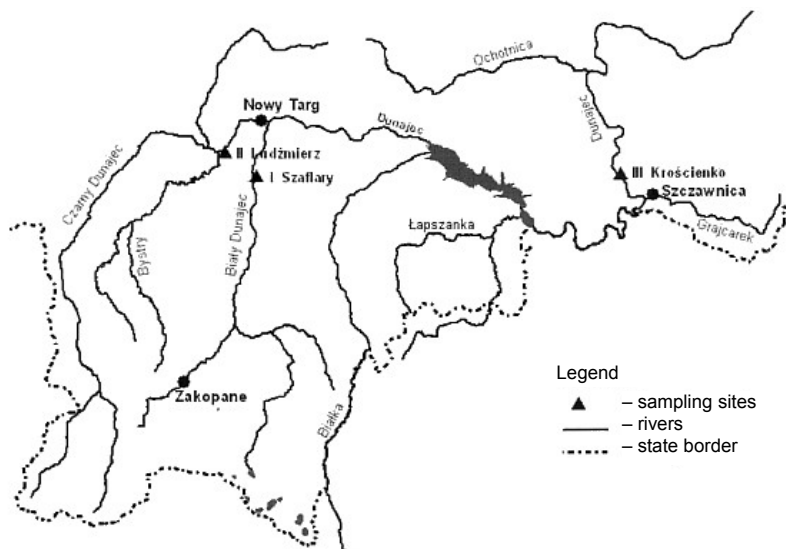 Ochotnica
Nowy Targ
Dunajec
Dunajec
II Ludźmierz
I Szaflary
III Krościenko
Szczawnica
Czarny Dunajec
Łapszanka
Grajcarek
Bystry
Biały Dunajec
Zakopane
Białka
Legend
– sampling sites
– rivers
– state border